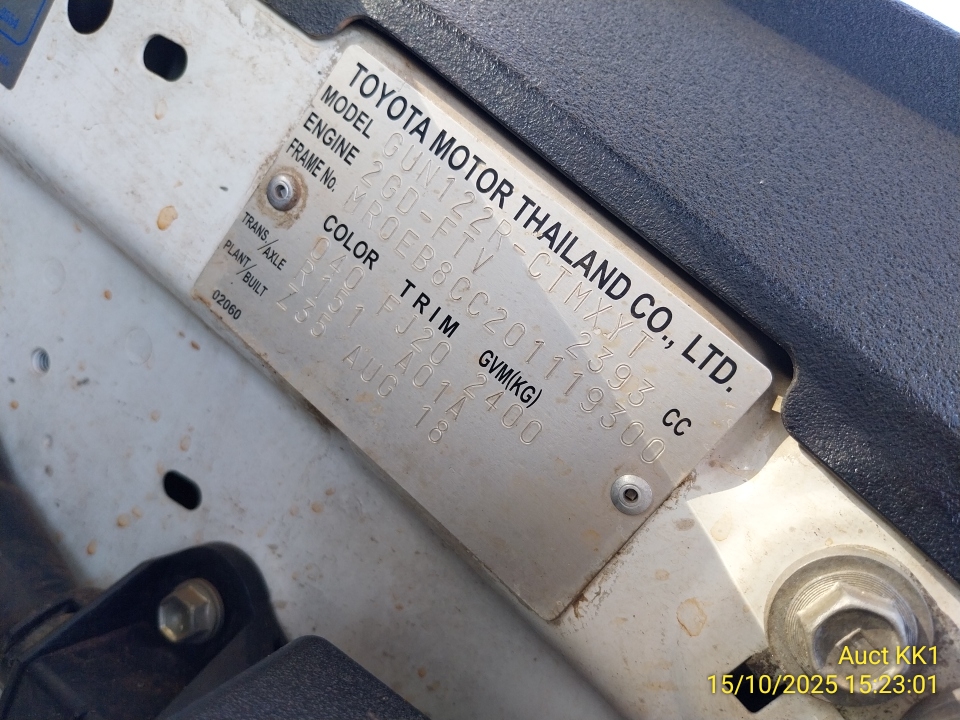 TOYOTA MOTOR THAILAND CO., LTD.
MODEL GUN122R-CTMXYT
ENGINE 2GD-FTV 2393 CC
FRAME No. MR0EB8CC201119300
COLOR TRIM GVM(KG)
040 FJ20 2400
TRANS/AXLE R151 A01A
PLANT/BUILT Z35 AUG 18
02060
Auct KK1
15/10/2025 15:23:01